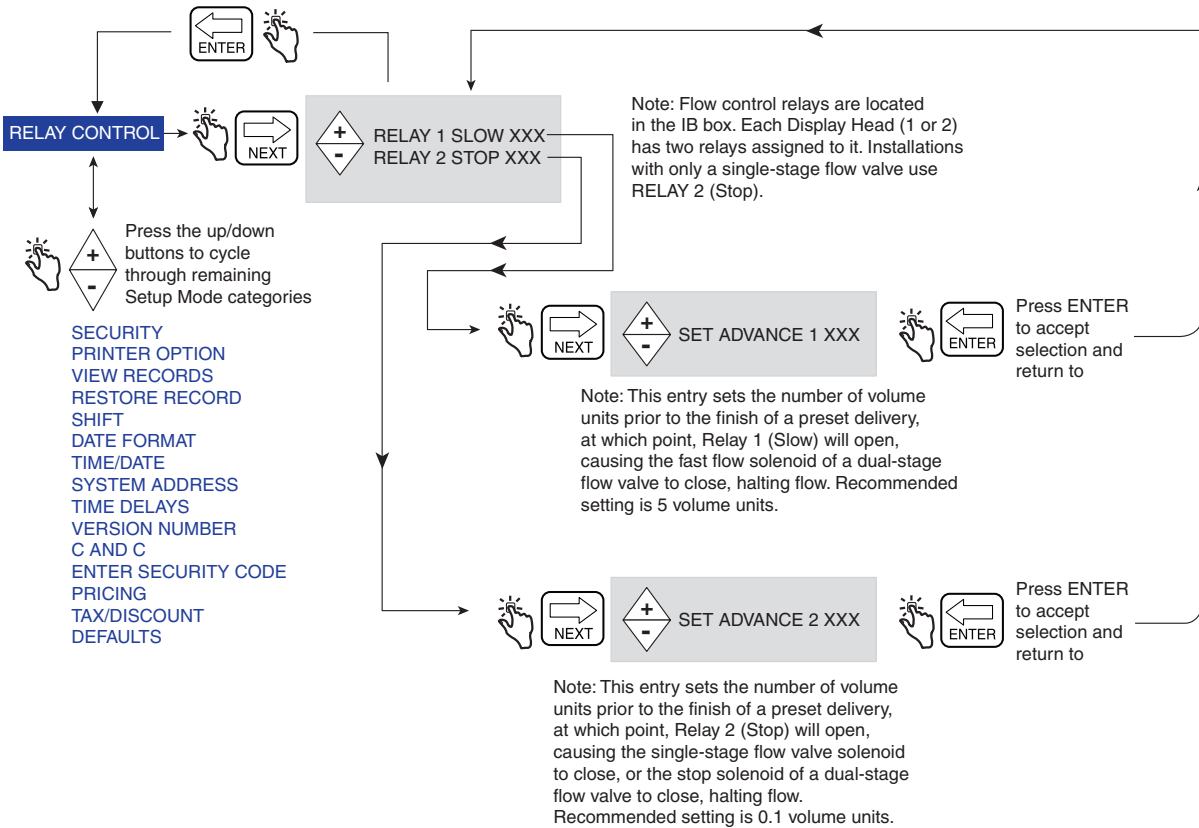 ENTER
RELAY CONTROL
NEXT
+
-
RELAY 1 SLOW XXX
RELAY 2 STOP XXX
Note: Flow control relays are located
in the IB box. Each Display Head (1 or 2)
has two relays assigned to it. Installations
with only a single-stage flow valve use
RELAY 2 (Stop).
+
-
Press the up/down
buttons to cycle
through remaining
Setup Mode categories
SECURITY
PRINTER OPTION
VIEW RECORDS
RESTORE RECORD
SHIFT
DATE FORMAT
TIME/DATE
SYSTEM ADDRESS
TIME DELAYS
VERSION NUMBER
C AND C
ENTER SECURITY CODE
PRICING
TAX/DISCOUNT
DEFAULTS
NEXT
+
-
SET ADVANCE 1 XXX
ENTER
Press ENTER
to accept
selection and
return to
Note: This entry sets the number of volume
units prior to the finish of a preset delivery,
at which point, Relay 1 (Slow) will open,
causing the fast flow solenoid of a dual-stage
flow valve to close, halting flow. Recommended
setting is 5 volume units.
NEXT
+
-
SET ADVANCE 2 XXX
ENTER
Press ENTER
to accept
selection and
return to
Note: This entry sets the number of volume
units prior to the finish of a preset delivery,
at which point, Relay 2 (Stop) will open,
causing the single-stage flow valve solenoid
to close, or the stop solenoid of a dual-stage
flow valve to close, halting flow.
Recommended setting is 0.1 volume units.